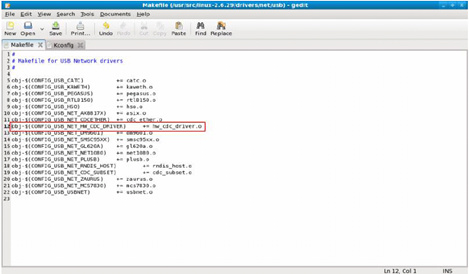 Makefile (/usr/src/linux-2.6.29/drivers/net/usb) - gedit
File Edit View Search Tools Documents Help
New Open Save Print... Undo Redo Cut Copy Paste Find Replace
Makefile Kconfig
1 #
2 # Makefile for USB Network drivers
3 #
4
5 obj-$(CONFIG_USB_CATC) += catc.o
6 obj-$(CONFIG_USB_KAWETH) += kaweth.o
7 obj-$(CONFIG_USB_PEGASUS) += pegasus.o
8 obj-$(CONFIG_USB_RTL8150) += rtl8150.o
9 obj-$(CONFIG_USB_HSO) += hso.o
10 obj-$(CONFIG_USB_NET_AX8817X) += asix.o
11 obj-$(CONFIG_USB_NET_CDCETHER) += cdc_ether.o
12 obj-$(CONFIG_USB_NET_HW_CDC_DRIVER) += hw_cdc_driver.o
13 obj-$(CONFIG_USB_NET_DM9601) += dm9601.o
14 obj-$(CONFIG_USB_NET_SMSC95XX) += smsc95xx.o
15 obj-$(CONFIG_USB_NET_GL620A) += gl620a.o
16 obj-$(CONFIG_USB_NET_NET1080) += net1080.o
17 obj-$(CONFIG_USB_NET_PLUSB) += plusb.o
18 obj-$(CONFIG_USB_NET_RNDIS_HOST) += rndis_host.o
19 obj-$(CONFIG_USB_NET_CDC_SUBSET) += cdc_subset.o
20 obj-$(CONFIG_USB_NET_ZAURUS) += zaurus.o
21 obj-$(CONFIG_USB_NET_MCS7830) += mcs7830.o
22 obj-$(CONFIG_USB_USBNET) += usbnet.o
23
Ln 12, Col 1 INS